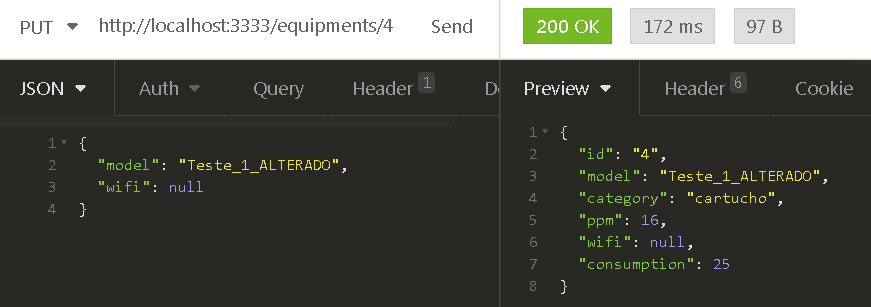 PUT http://localhost:3333/equipments/4 Send
200 OK 172 ms 97 B
JSON Auth Query Header 1
Preview Header 6 Cookie
1 {
2 "model": "Teste_1_ALTERADO",
3 "wifi": null
4 }
1 {
2 "id": "4",
3 "model": "Teste_1_ALTERADO",
4 "category": "cartucho",
5 "ppm": 16,
6 "wifi": null,
7 "consumption": 25
8 }